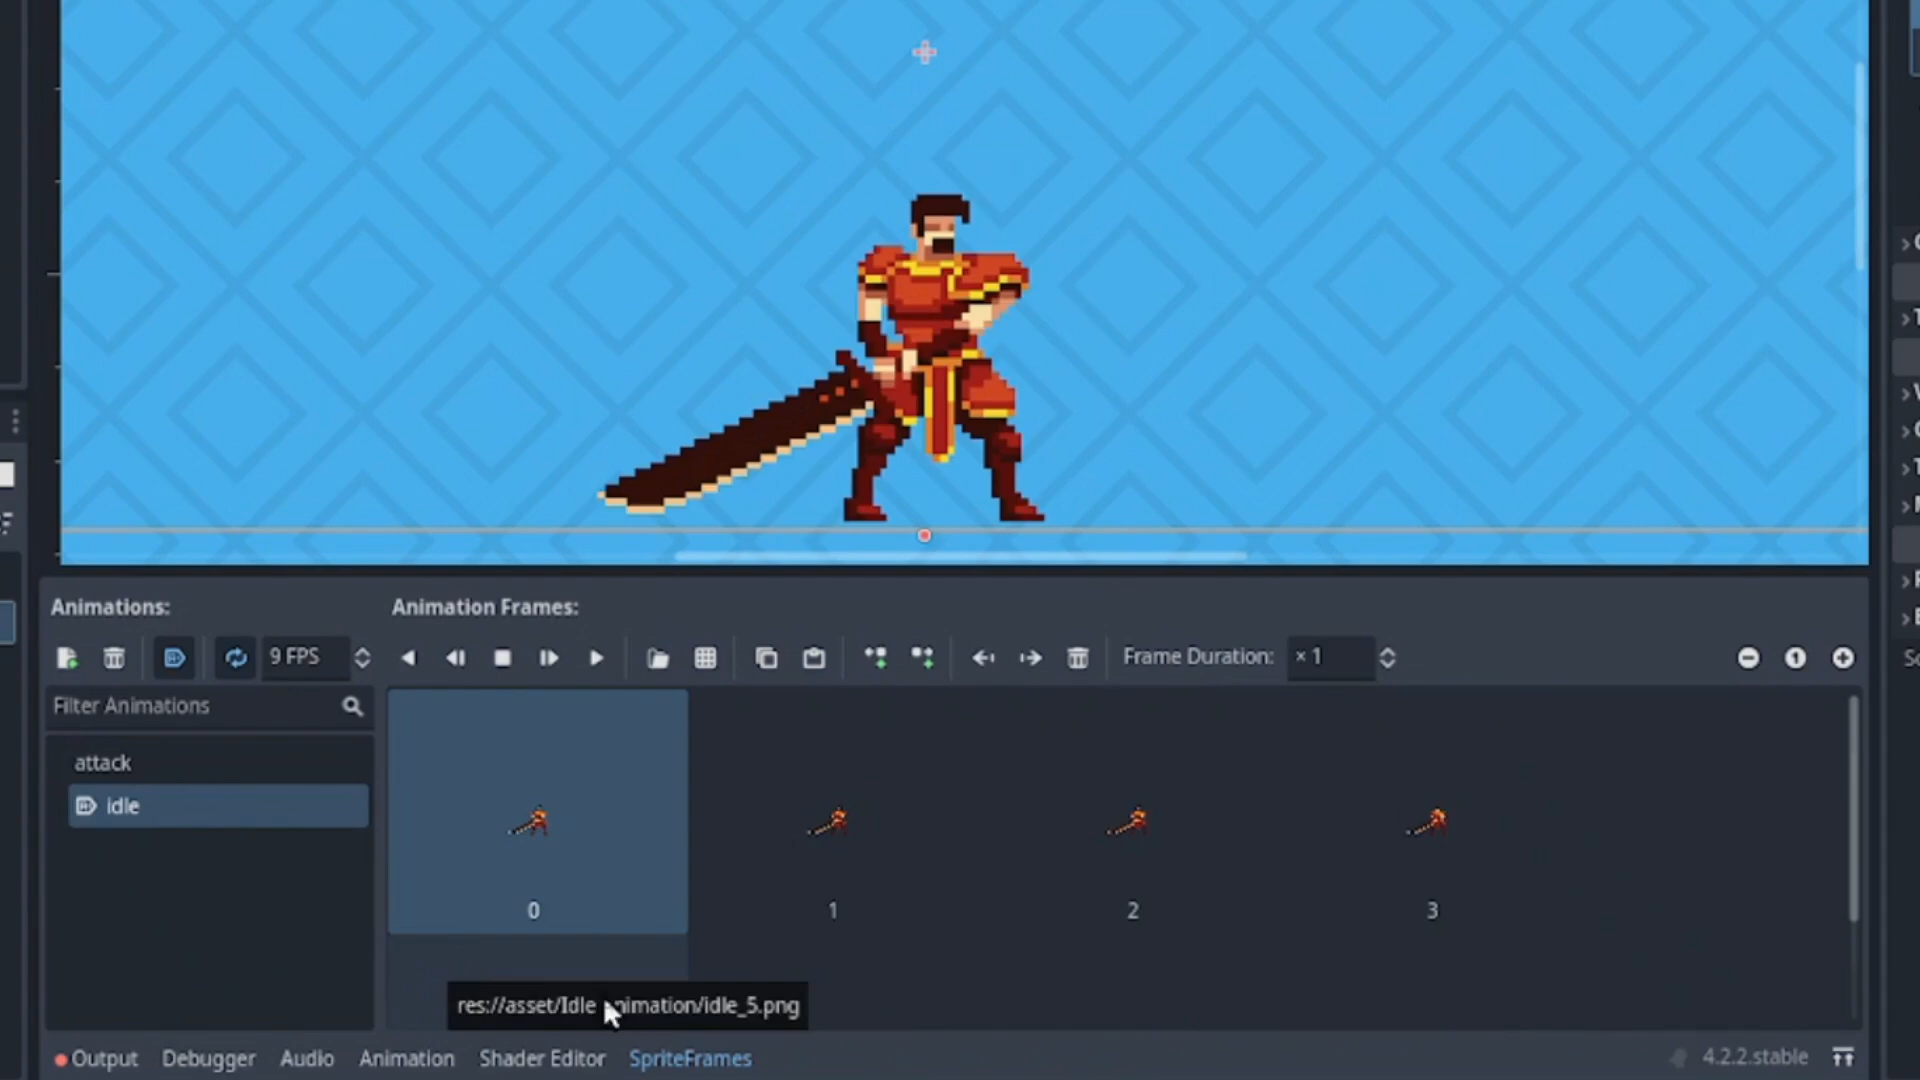 Animations:
Animation Frames:
9 FPS
Frame Duration:
× 1
Filter Animations
attack
idle
0
1
2
3
res://asset/Idle nimation/idle_5.png
Output
Debugger
Audio
Animation
Shader Editor
SpriteFrames
4.2.2.stable